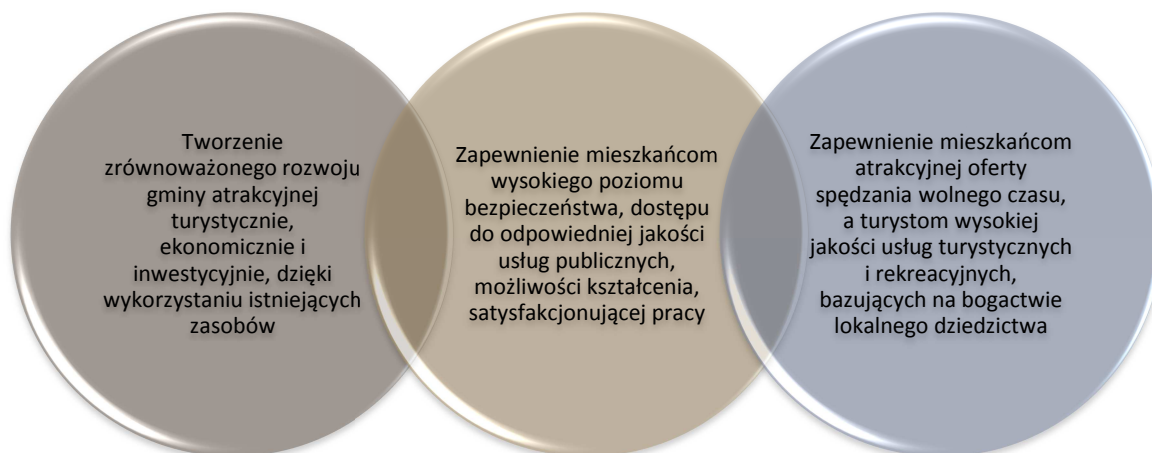 Tworzenie
zrównoważonego rozwoju
gminy atrakcyjnej
turystycznie,
ekonomicznie i
inwestycyjnie, dzięki
wykorzystaniu istniejących
zasobów
Zapewnienie mieszkańcom
wysokiego poziomu
bezpieczeństwa, dostępu
do odpowiedniej jakości
usług publicznych,
możliwości kształcenia,
satysfakcjonującej pracy
Zapewnienie mieszkańcom
atrakcyjnej oferty
spędzania wolnego czasu,
a turystom wysokiej
jakości usług turystycznych
i rekreacyjnych,
bazujących na bogactwie
lokalnego dziedzictwa